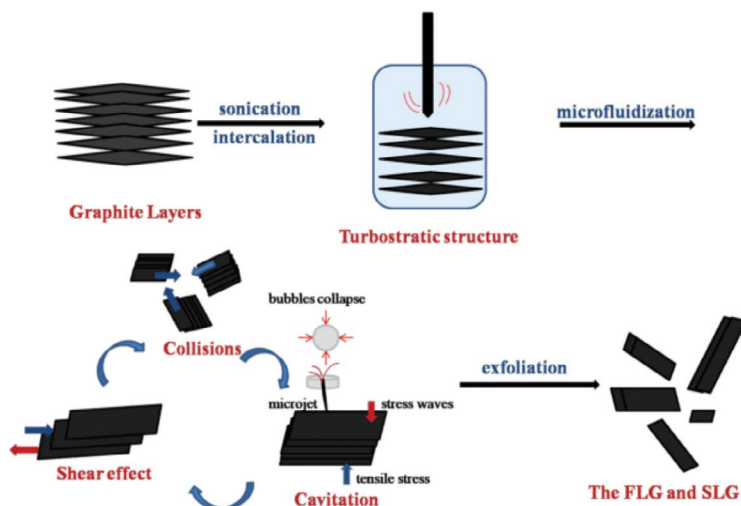 sonication
intercalation
microfluidization
Graphite Layers
Turbostratic structure
bubbles collapse
Collisions
exfoliation
microjet
stress waves
Shear effect
tensile stress
Cavitation
The FLG and SLG